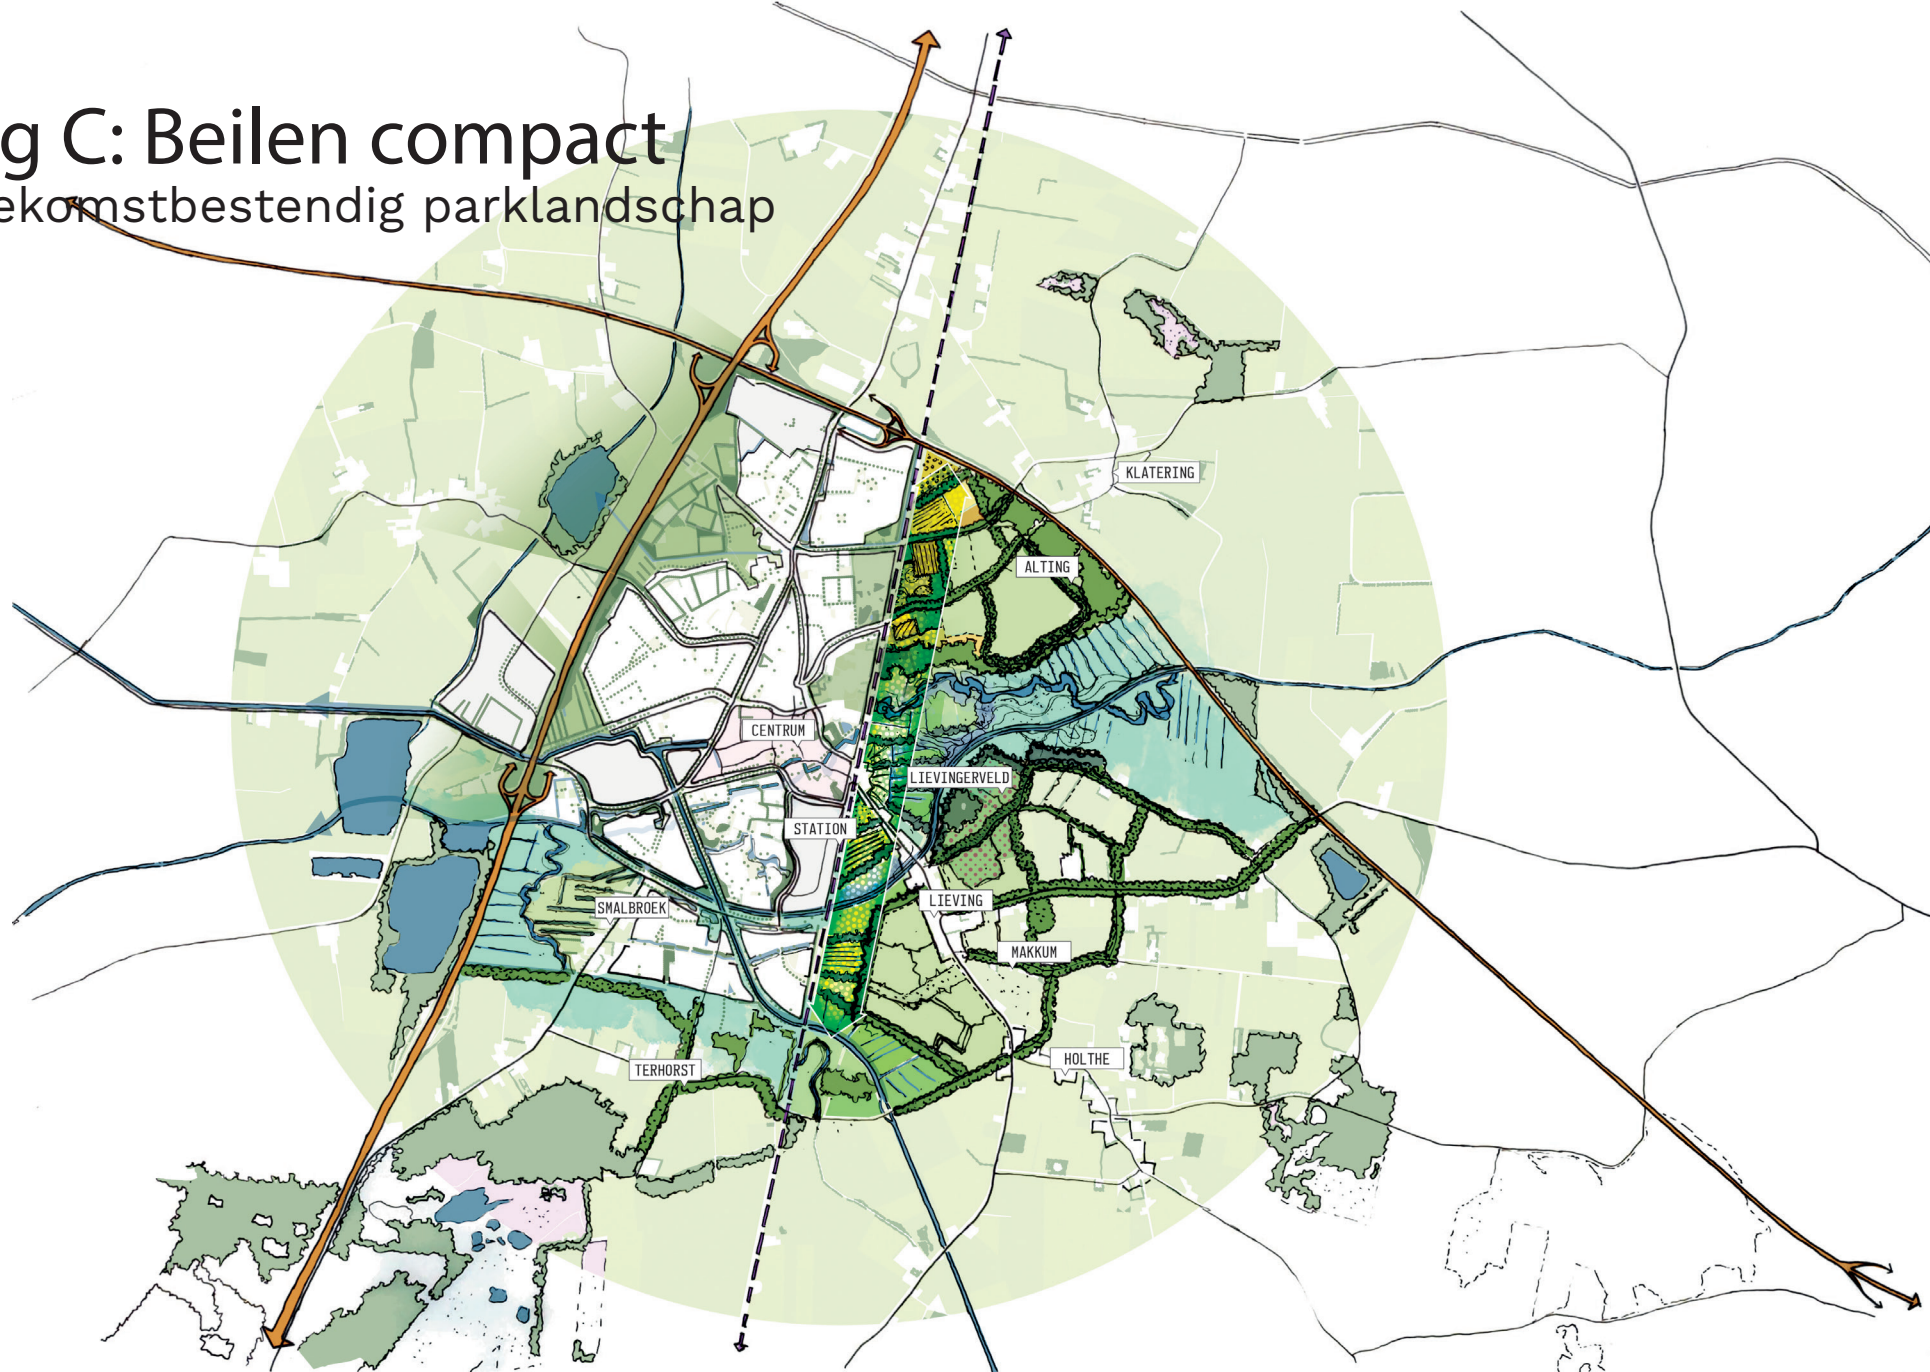 g C: Beilen compact
ekomstbestendig parklandschap
KLATERING
ALTING
CENTRUM
LIEVINGERVELD
STATION
LIEVING
SMALBROEK
MAKKUM
HOLTHE
TERHORST